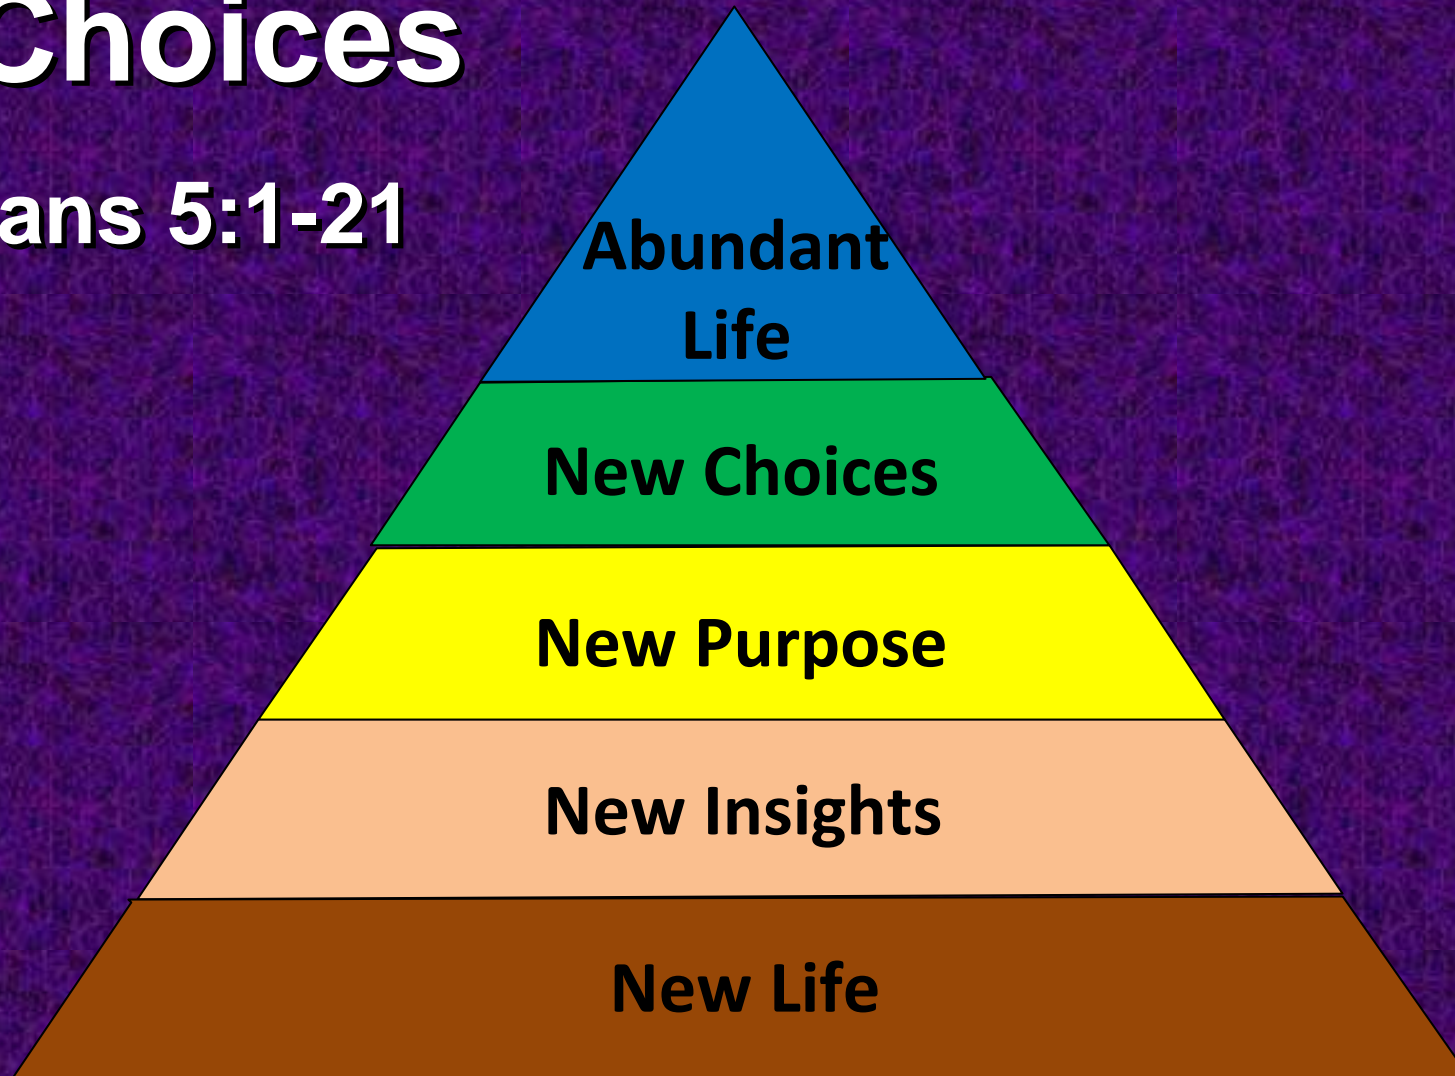 Choices
ans 5:1-21
Abundant
Life
New Choices
New Purpose
New Insights
New Life